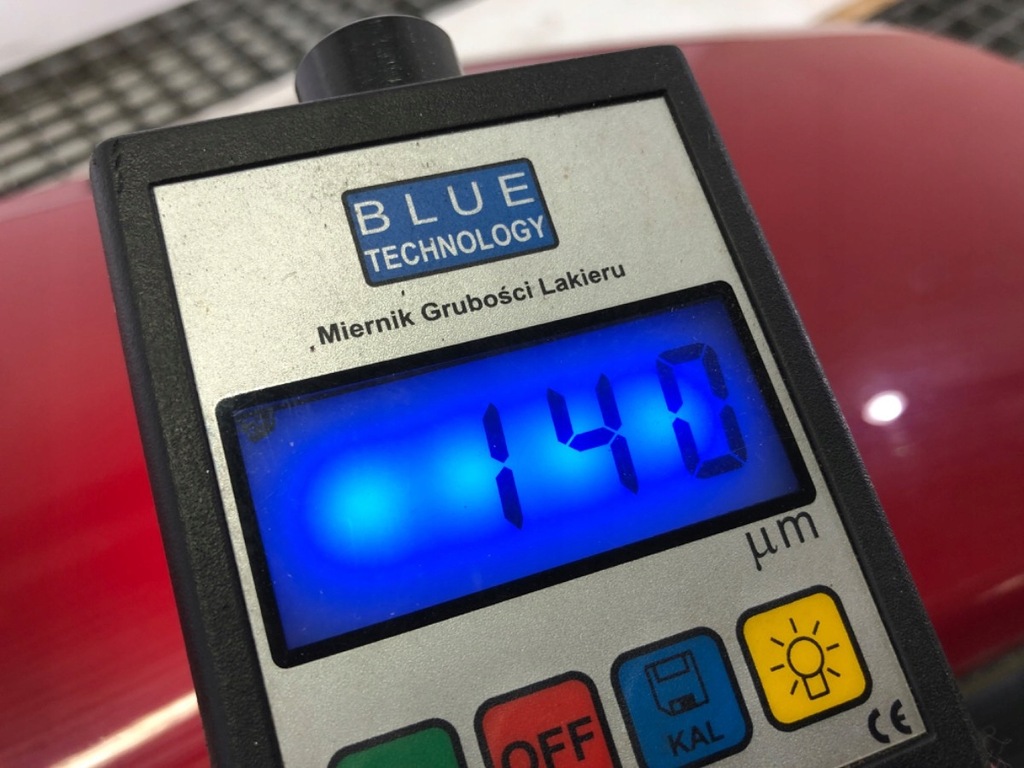 BLUE
TECHNOLOGY
Miernik Grubości Lakieru
140
µm
OFF
KAL
CE